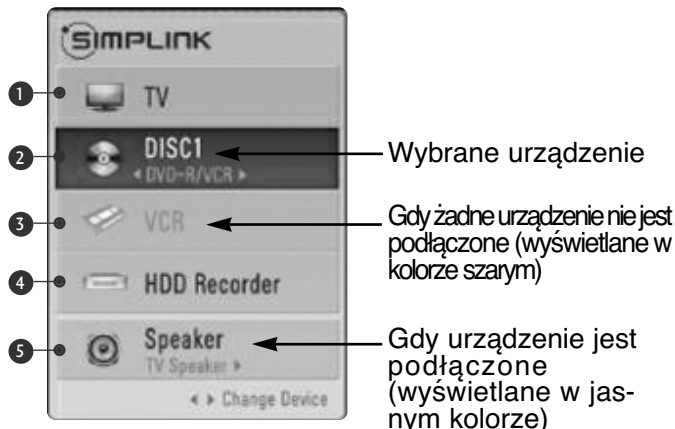 SIMPLINK
1 TV
2 DISC1
◂ DVD-R/VCR ▸
Wybrane urządzenie
3 VCR
Gdy żadne urządzenie nie jest
podłączone (wyświetlane w
kolorze szarym)
4 HDD Recorder
5 Speaker
TV Speaker ▸
Gdy urządzenie jest
podłączone
(wyświetlane w jas-
nym kolorze)
◂ ▸ Change Device